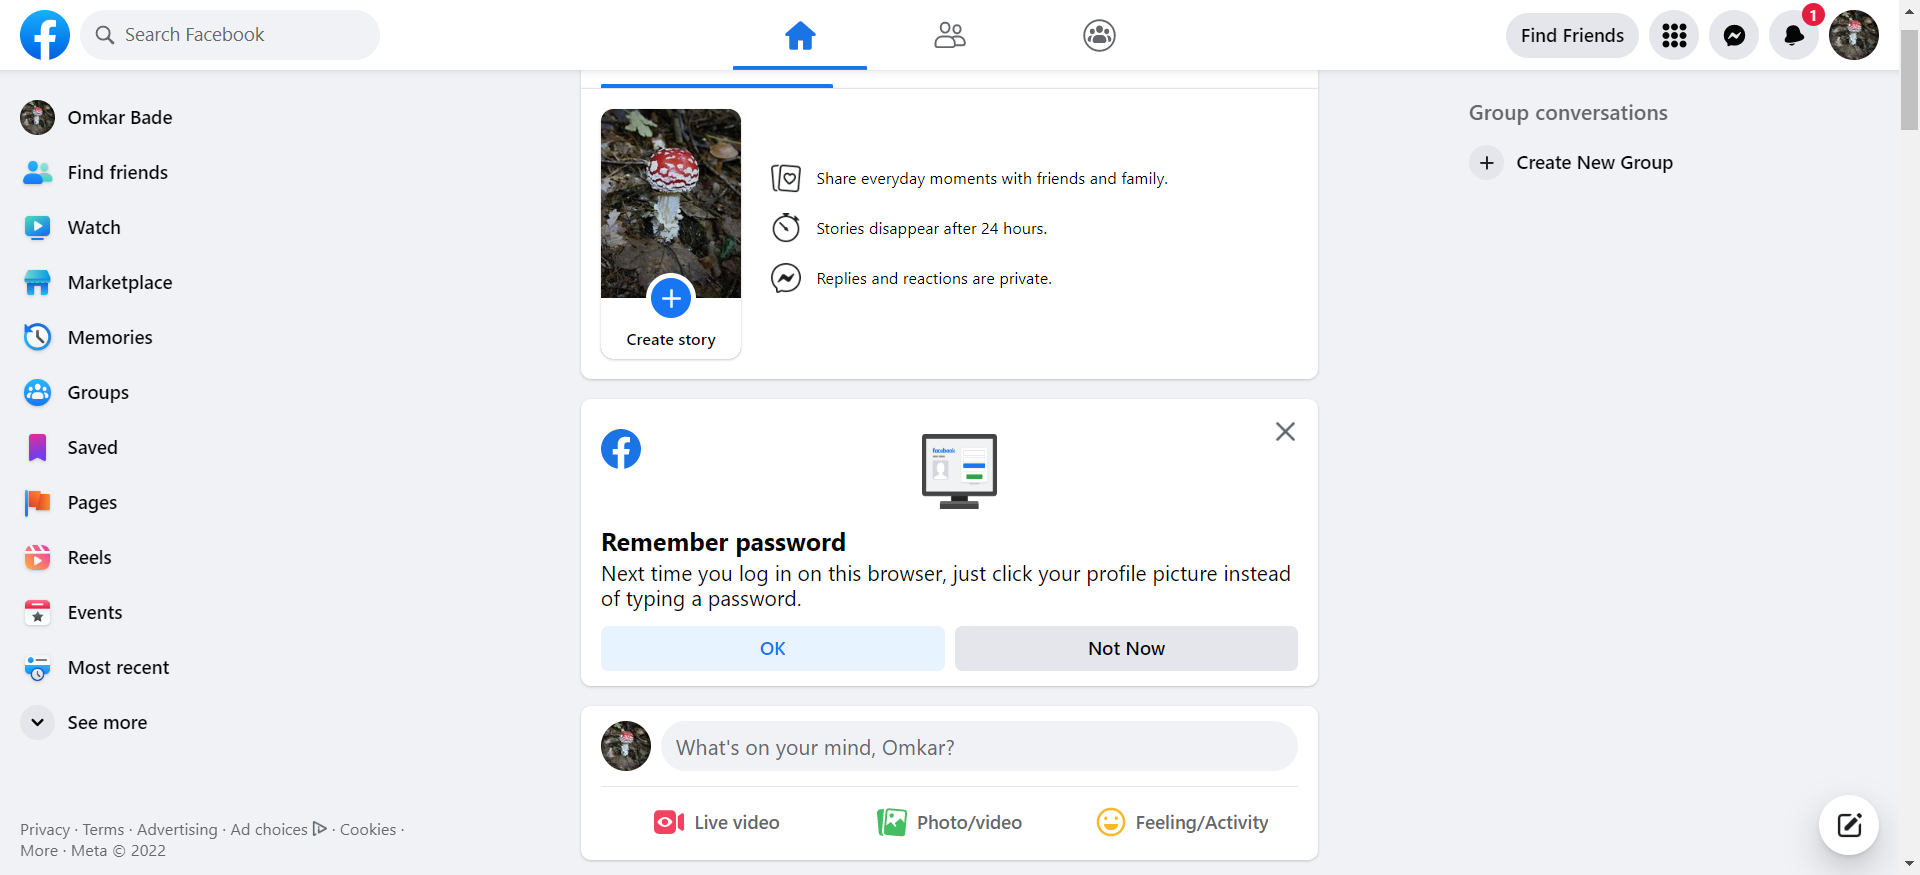 Search Facebook
Find Friends
1
Omkar Bade
Find friends
Watch
Marketplace
Memories
Groups
Saved
Pages
Reels
Events
Most recent
See more
Privacy · Terms · Advertising · Ad choices · Cookies ·
More · Meta © 2022
Create story
Share everyday moments with friends and family.
Stories disappear after 24 hours.
Replies and reactions are private.
facebook
Remember password
Next time you log in on this browser, just click your profile picture instead
of typing a password.
OK
Not Now
What's on your mind, Omkar?
Live video
Photo/video
Feeling/Activity
Group conversations
Create New Group